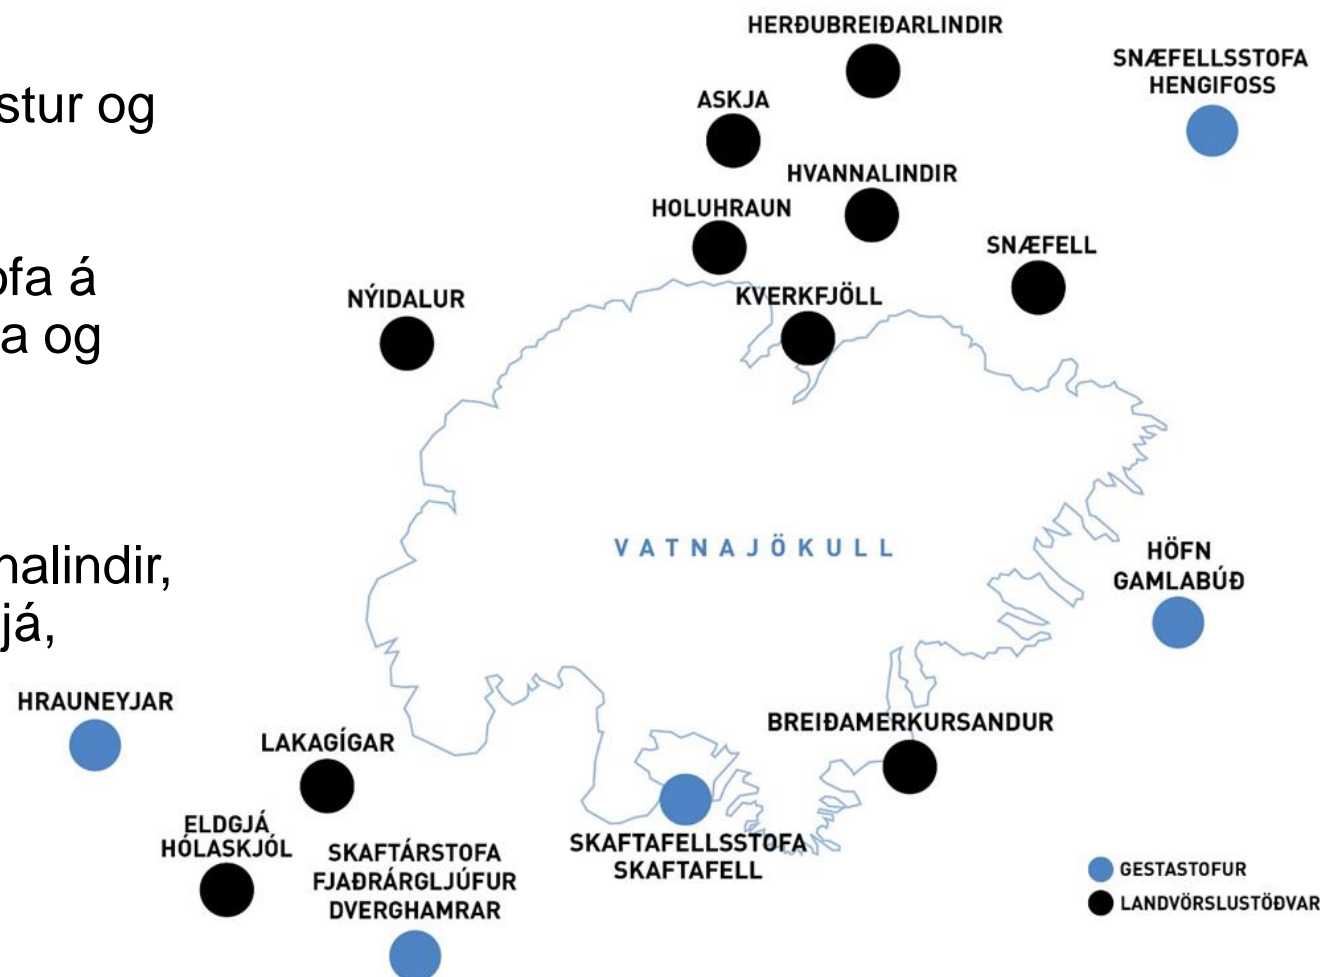 stur og
ofa á
a og
nalindir,
já,
HERÐUBREIÐARLINDIR
SNÆFELLSSTOFA
HENGIFOSS
ASKJA
HVANNALINDIR
HOLUHRAUN
SNÆFELL
NÝIDALUR
KVERKFJÖLL
VATNAJÖKULL
HÖFN
GAMLABÚÐ
HRAUNEYJAR
LAKAGÍGAR
BREIÐAMERKURSANDUR
ELDGJÁ
HÓLASKJÓL
SKAFTÁRSTOFA
FJAÐRÁRGLJÚFUR
DVERGHAMRAR
SKAFTAFELLSSTOFA
SKAFTAFELL
GESTASTOFUR
LANDVÖRSLUSTÖÐVAR